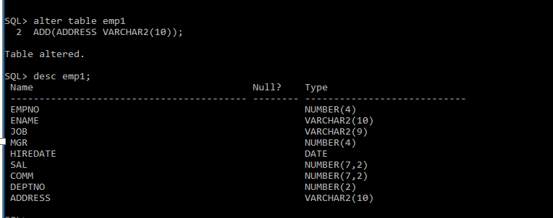 SQL> alter table emp1
  2  ADD(ADDRESS VARCHAR2(10));
Table altered.
SQL> desc emp1;
 Name                                      Null?    Type
 ----------------------------------------- -------- ----------------------------
 EMPNO                                              NUMBER(4)
 ENAME                                              VARCHAR2(10)
 JOB                                                VARCHAR2(9)
 MGR                                                NUMBER(4)
 HIREDATE                                           DATE
 SAL                                                NUMBER(7,2)
 COMM                                               NUMBER(7,2)
 DEPTNO                                             NUMBER(2)
 ADDRESS                                            VARCHAR2(10)